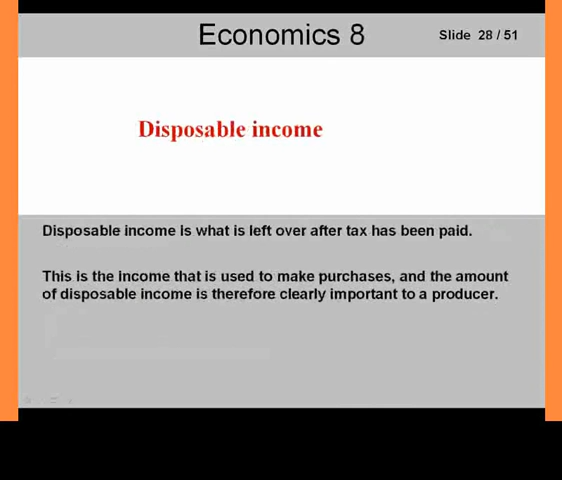 Economics 8
Slide 28 / 51
Disposable income
Disposable income is what is left over after tax has been paid.
This is the income that is used to make purchases, and the amount
of disposable income is therefore clearly important to a producer.